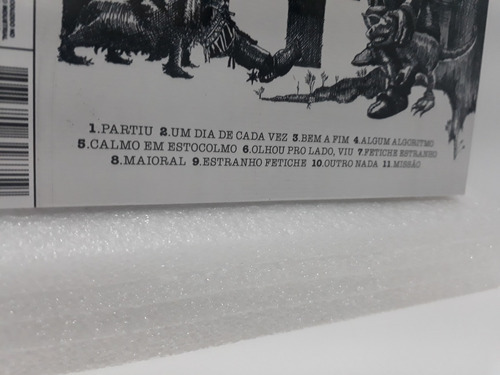 1.PARTIU 2.UM DIA DE CADA VEZ 3.BEM A FIM 4.ALGUM ALGORITMO
5.CALMO EM ESTOCOLMO 6.OLHOU PRO LADO, VIU 7.FETICHE ESTRANHO
8.MAIORAL 9.ESTRANHO FETICHE 10.OUTRO NADA 11.MISSÃO